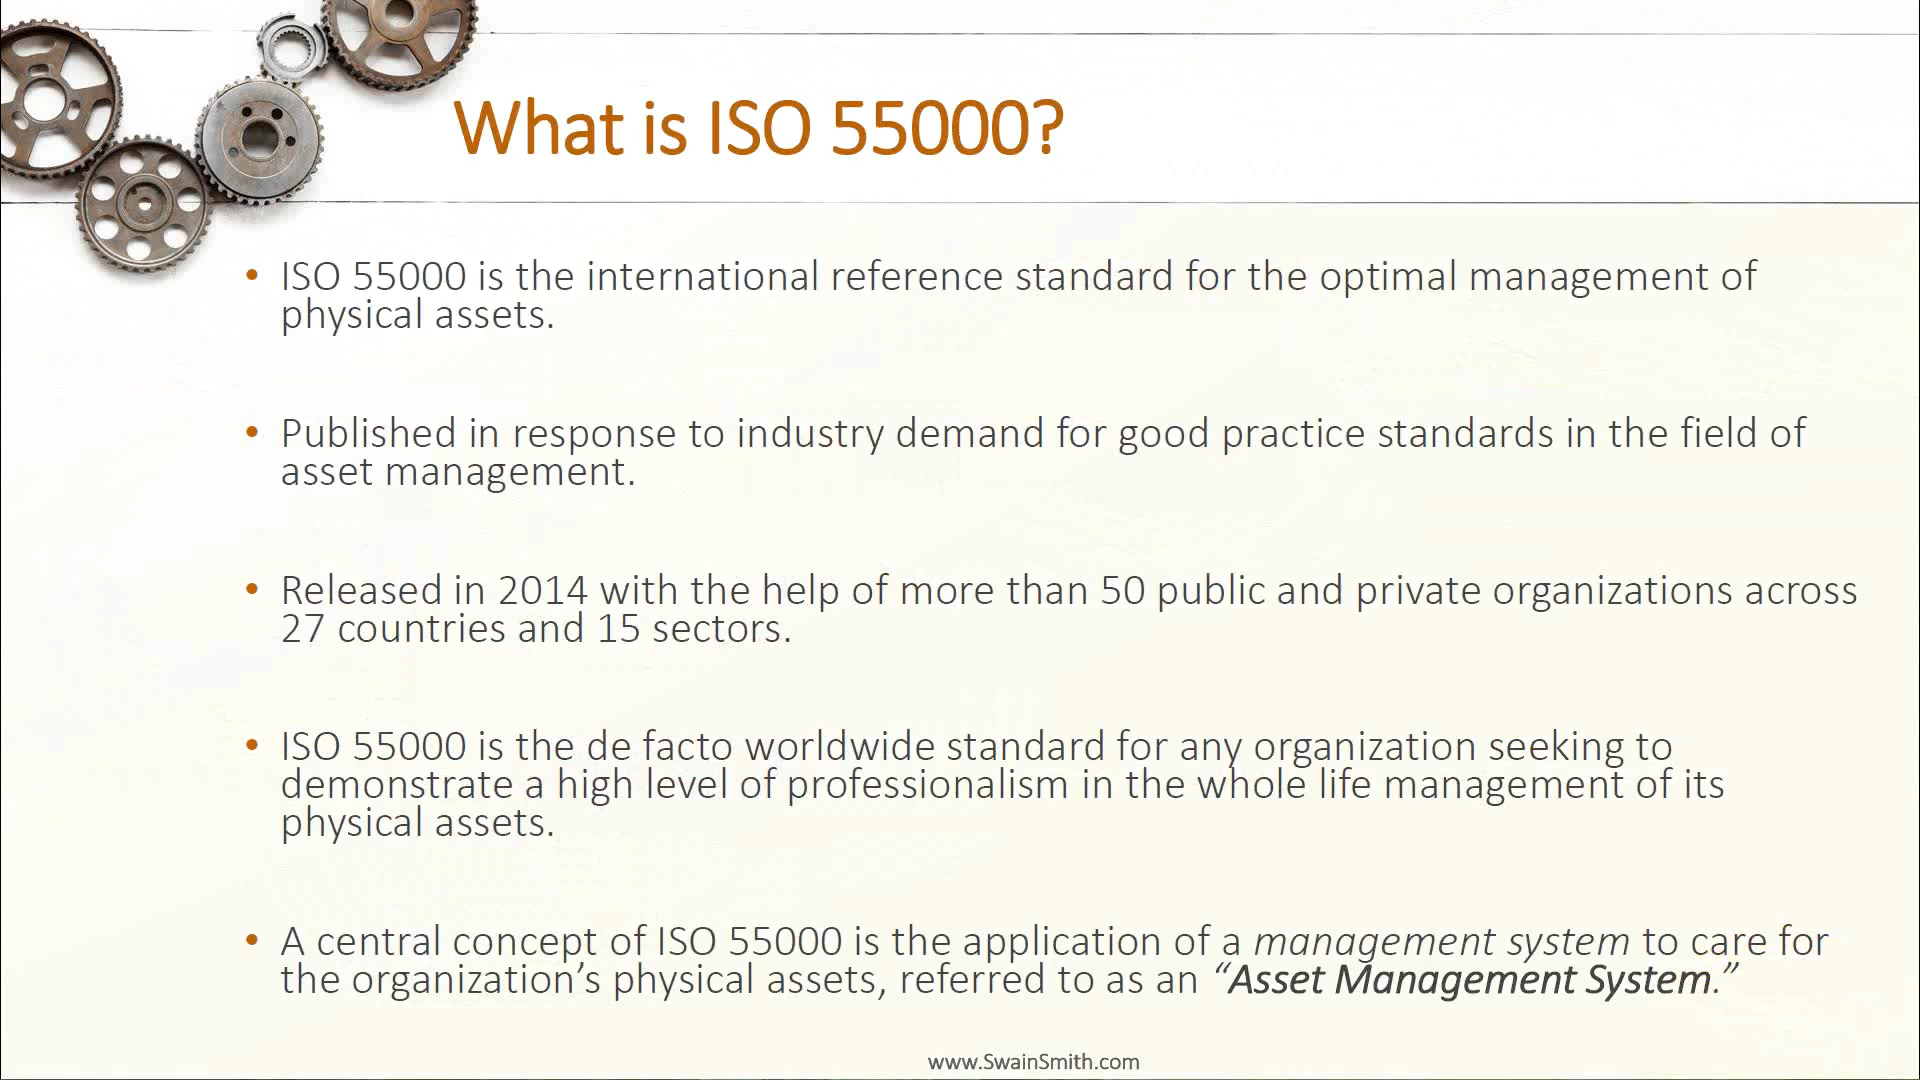 What is ISO 55000?
• ISO 55000 is the international reference standard for the optimal management of
physical assets.
• Published in response to industry demand for good practice standards in the field of
asset management.
• Released in 2014 with the help of more than 50 public and private organizations across
27 countries and 15 sectors.
• ISO 55000 is the de facto worldwide standard for any organization seeking to
demonstrate a high level of professionalism in the whole life management of its
physical assets.
• A central concept of ISO 55000 is the application of a management system to care for
the organization’s physical assets, referred to as an “Asset Management System.”
www.SwainSmith.com